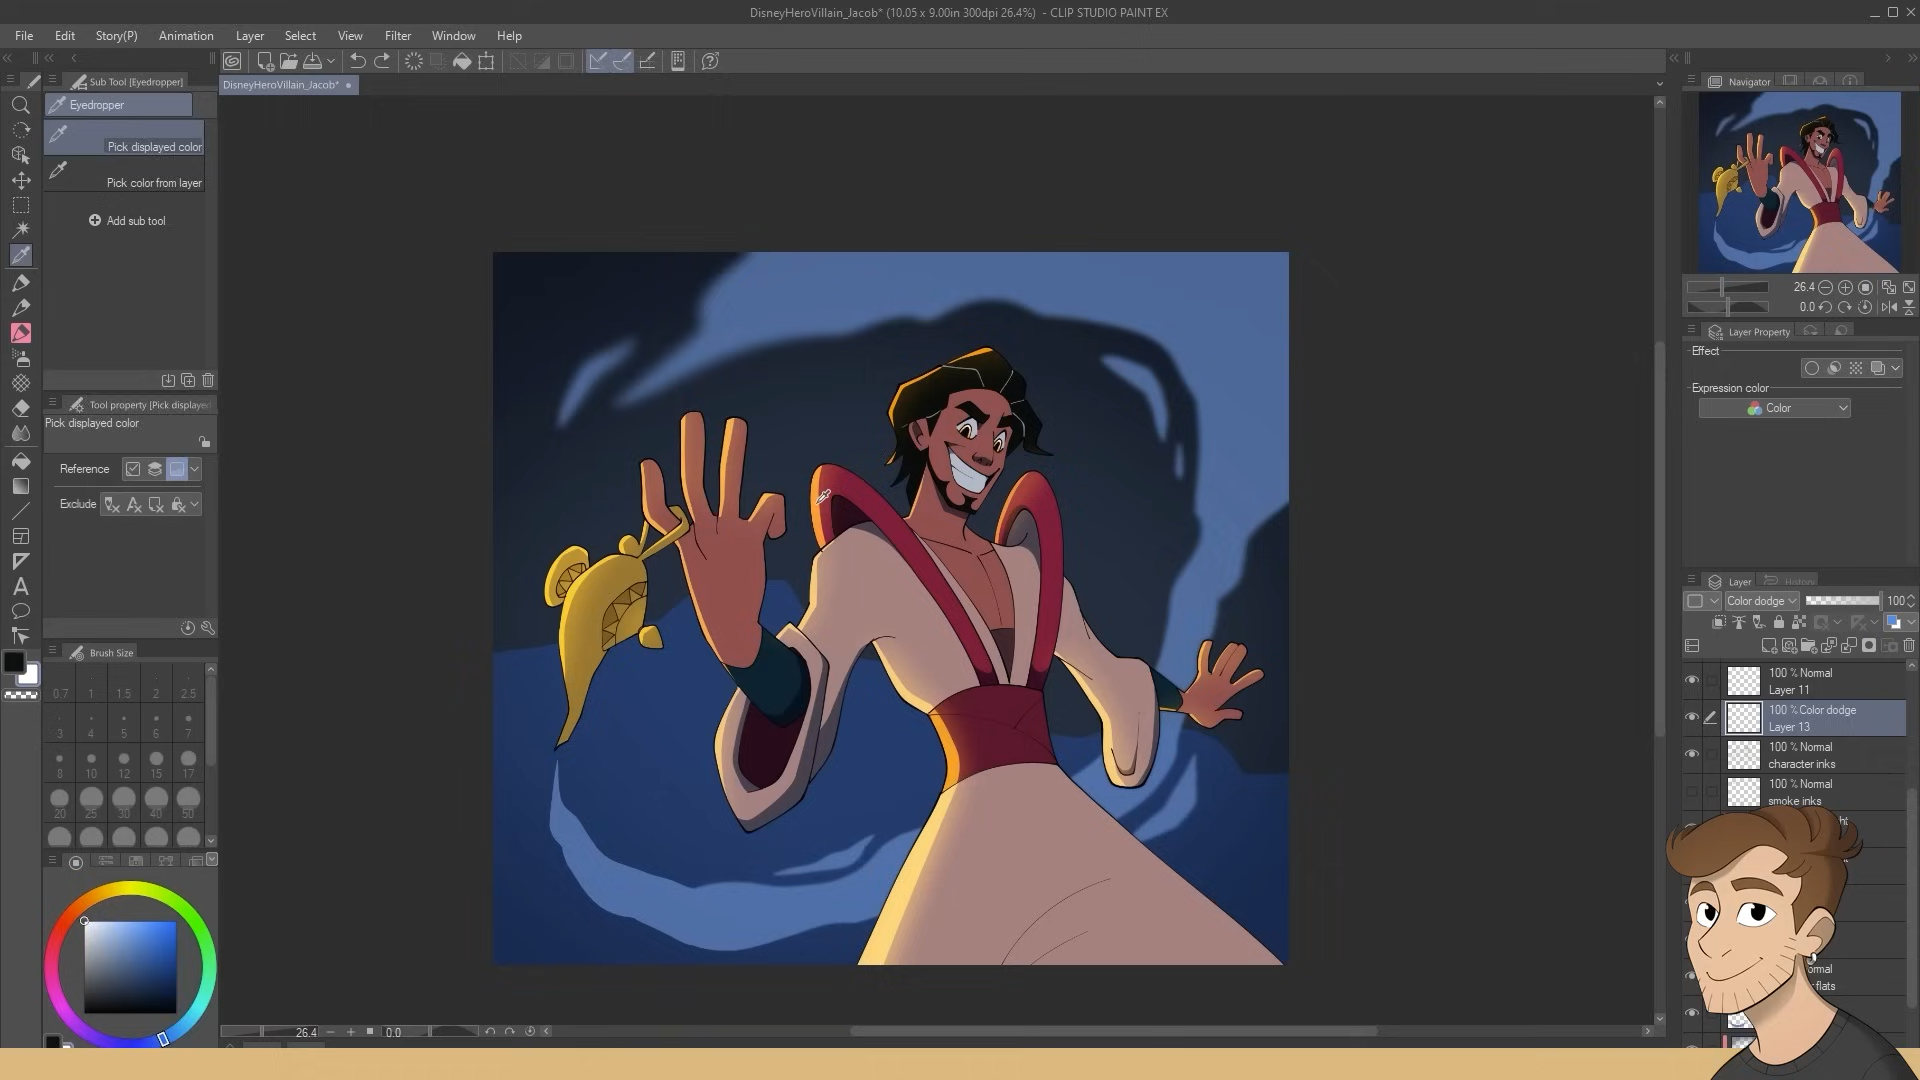 DisneyHeroVillain_Jacob* (10.05 x 9.00in 300dpi 26.4%) - CLIP STUDIO PAINT EX
File Edit Story(P) Animation Layer Select View Filter Window Help
Sub Tool [Eyedropper]
DisneyHeroVillain_Jacob*
Navigator
Eyedropper
Pick displayed color
Pick color from layer
Add sub tool
26.4
0.0
Layer Property
Effect
Expression color
Color
Tool property [Pick displayed
Pick displayed color
Reference
Exclude
Layer History
Color dodge 100
Brush Size
0.7 1 1.5 2 2.5
3 4 5 6 7
8 10 12 15 17
20 25 30 40 50
100 % Normal
Layer 11
100 % Color dodge
Layer 13
100 % Normal
character inks
100 % Normal
smoke inks
ht
ormal
flats
26.4 0.0
A